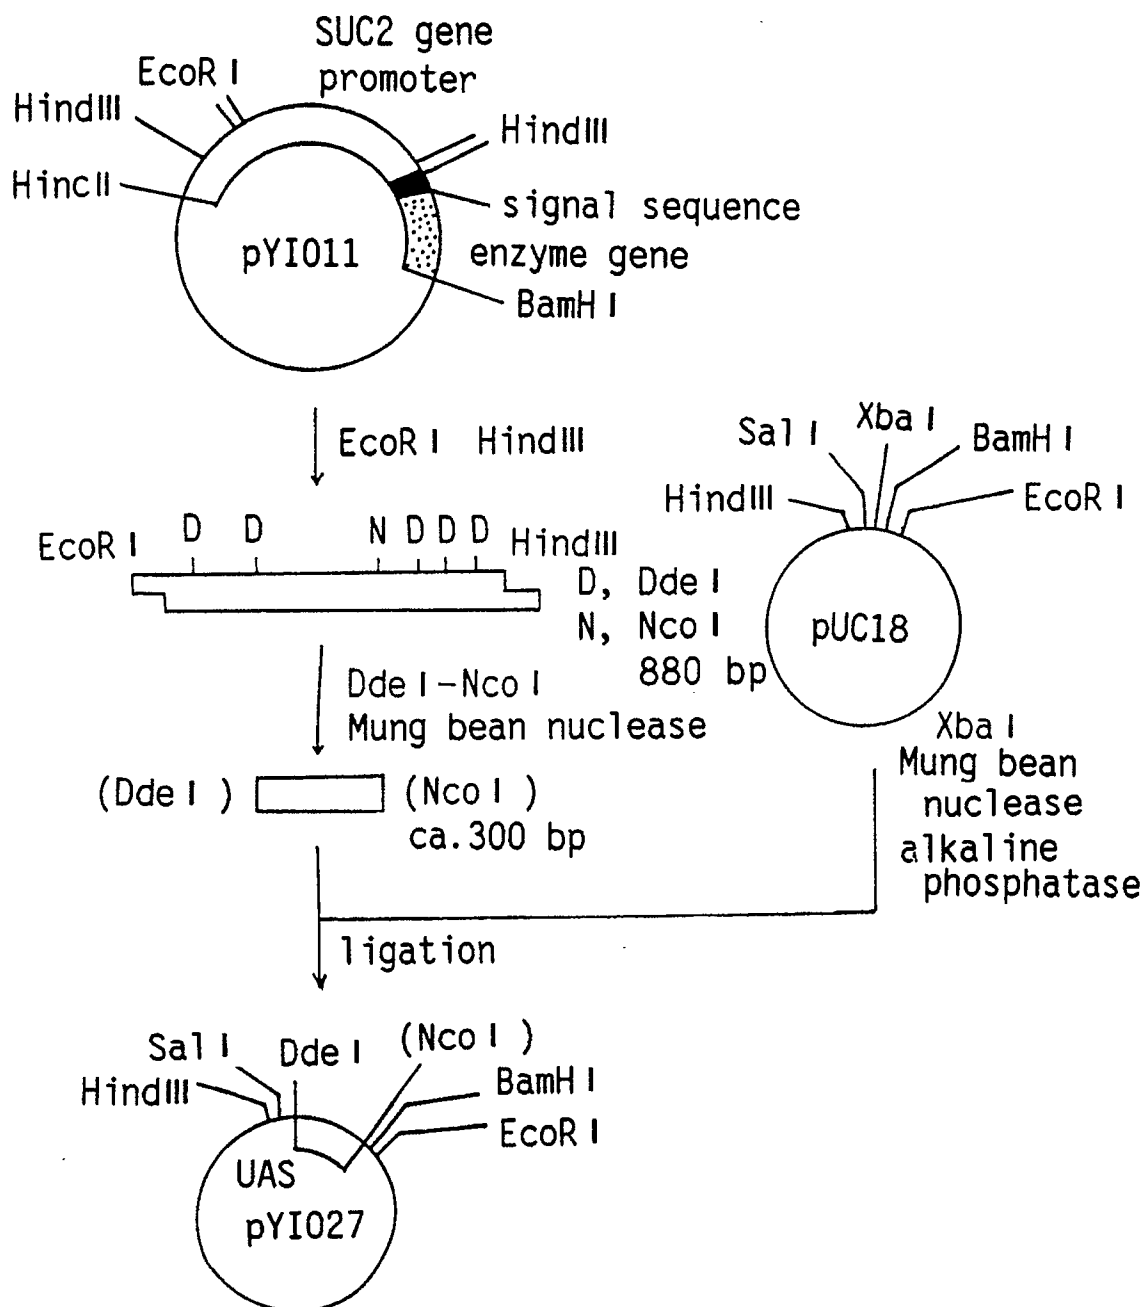 SUC2 gene
promoter
EcoR I
HindIII
HindIII
HincII
signal sequence
pYI011
enzyme gene
BamH I
EcoR I HindIII
Sal I
Xba I
BamH I
HindIII
EcoR I
EcoR I
D D N D D D
HindIII
D, Dde I
N, Nco I
880 bp
pUC18
Dde I-Nco I
Mung bean nuclease
Xba I
Mung bean
nuclease
alkaline
phosphatase
(Dde I)
(Nco I)
ca.300 bp
ligation
Sal I
Dde I
(Nco I)
HindIII
BamH I
EcoR I
UAS
pYI027